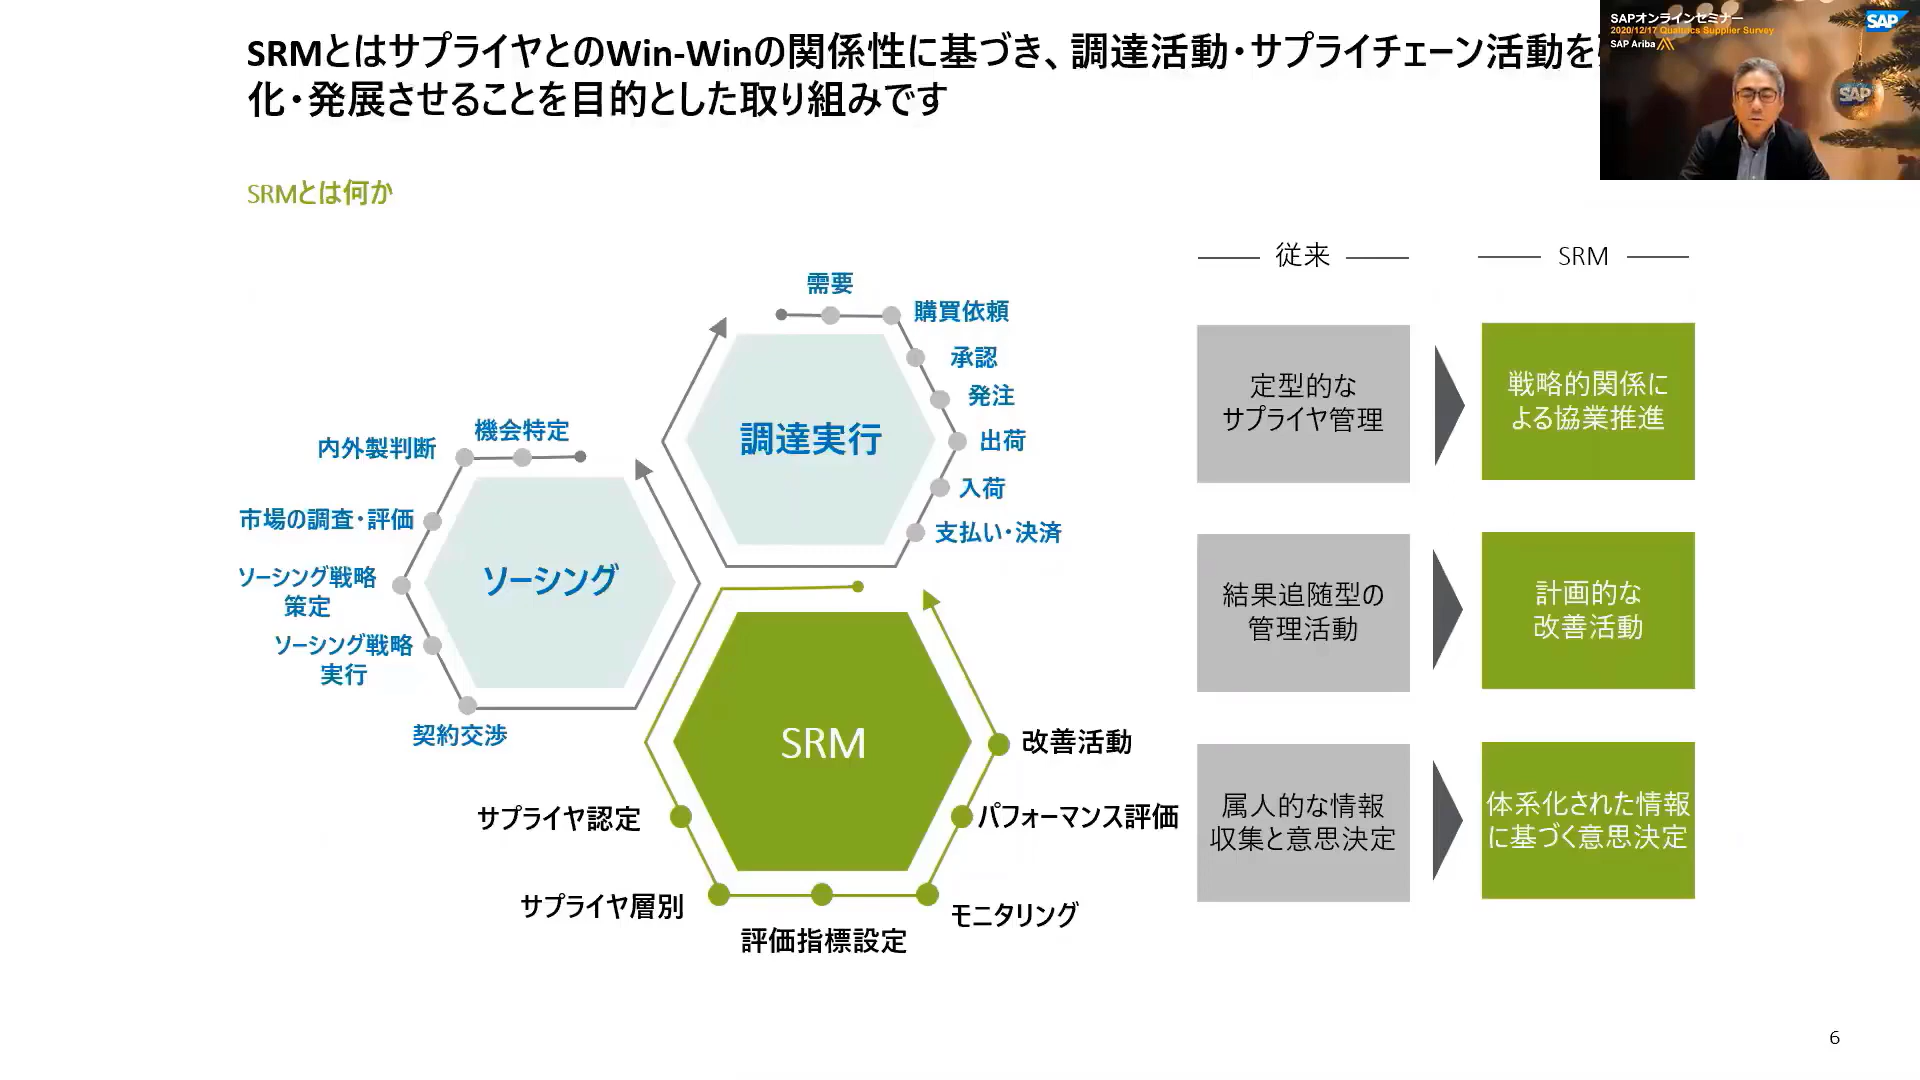 SRMとはサプライヤとのWin-Winの関係性に基づき、調達活動・サプライチェーン活動を
化・発展させることを目的とした取り組みです
SAPオンラインセミナー
2020/12/17 Qualtrics Supplier Survey
SAP Ariba
SAP
SAP
SRMとは何か
従来
SRM
需要
購買依頼
承認
発注
出荷
入荷
支払い・決済
調達実行
機会特定
内外製判断
市場の調査・評価
ソーシング戦略
策定
ソーシング戦略
実行
契約交渉
ソーシング
SRM
サプライヤ認定
サプライヤ層別
評価指標設定
モニタリング
パフォーマンス評価
改善活動
定型的な
サプライヤ管理
戦略的関係に
よる協業推進
結果追随型の
管理活動
計画的な
改善活動
属人的な情報
収集と意思決定
体系化された情報
に基づく意思決定
6